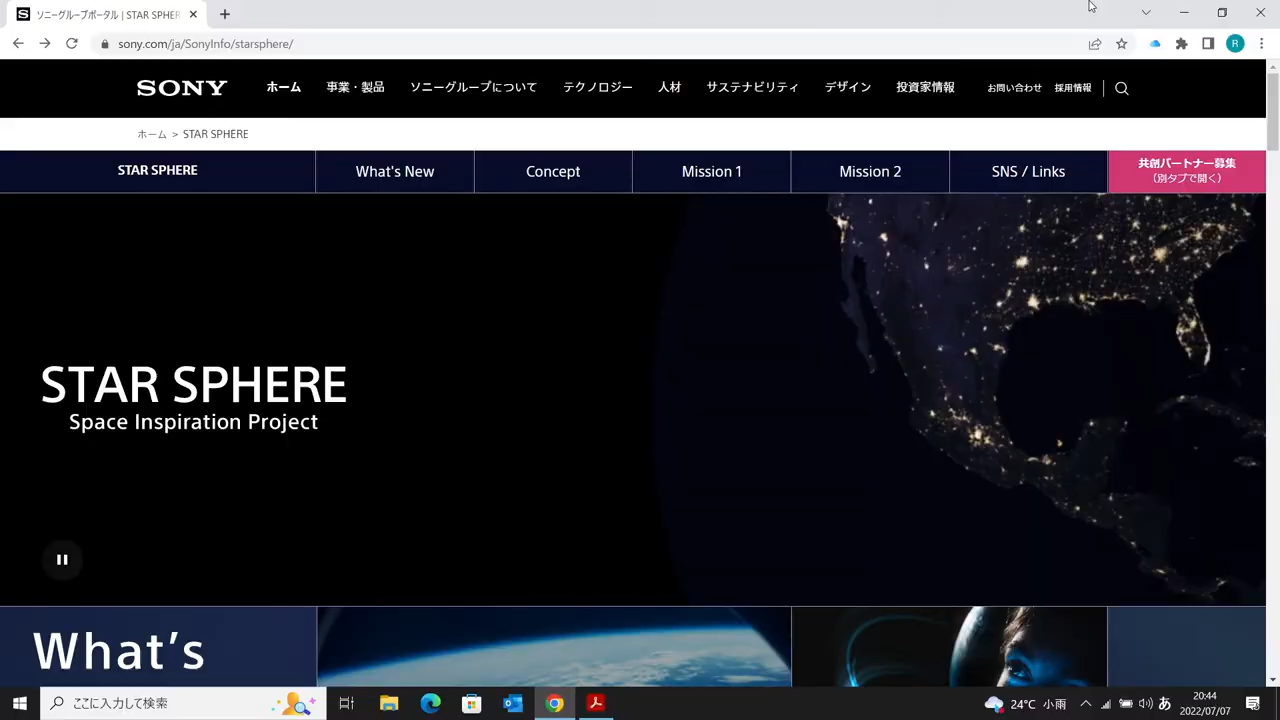 ソニーグループポータル | STAR SPHER
sony.com/ja/SonyInfo/starsphere/
R
SONY
ホーム 事業・製品 ソニーグループについて テクノロジー 人材 サステナビリティ デザイン 投資家情報 お問い合わせ 採用情報
ホーム > STAR SPHERE
STAR SPHERE What's New Concept Mission 1 Mission 2 SNS / Links 共創パートナー募集
(別タブで開く)
STAR SPHERE
Space Inspiration Project
What's
ここに入力して検索
24°C 小雨 あ 20:44
2022/07/07